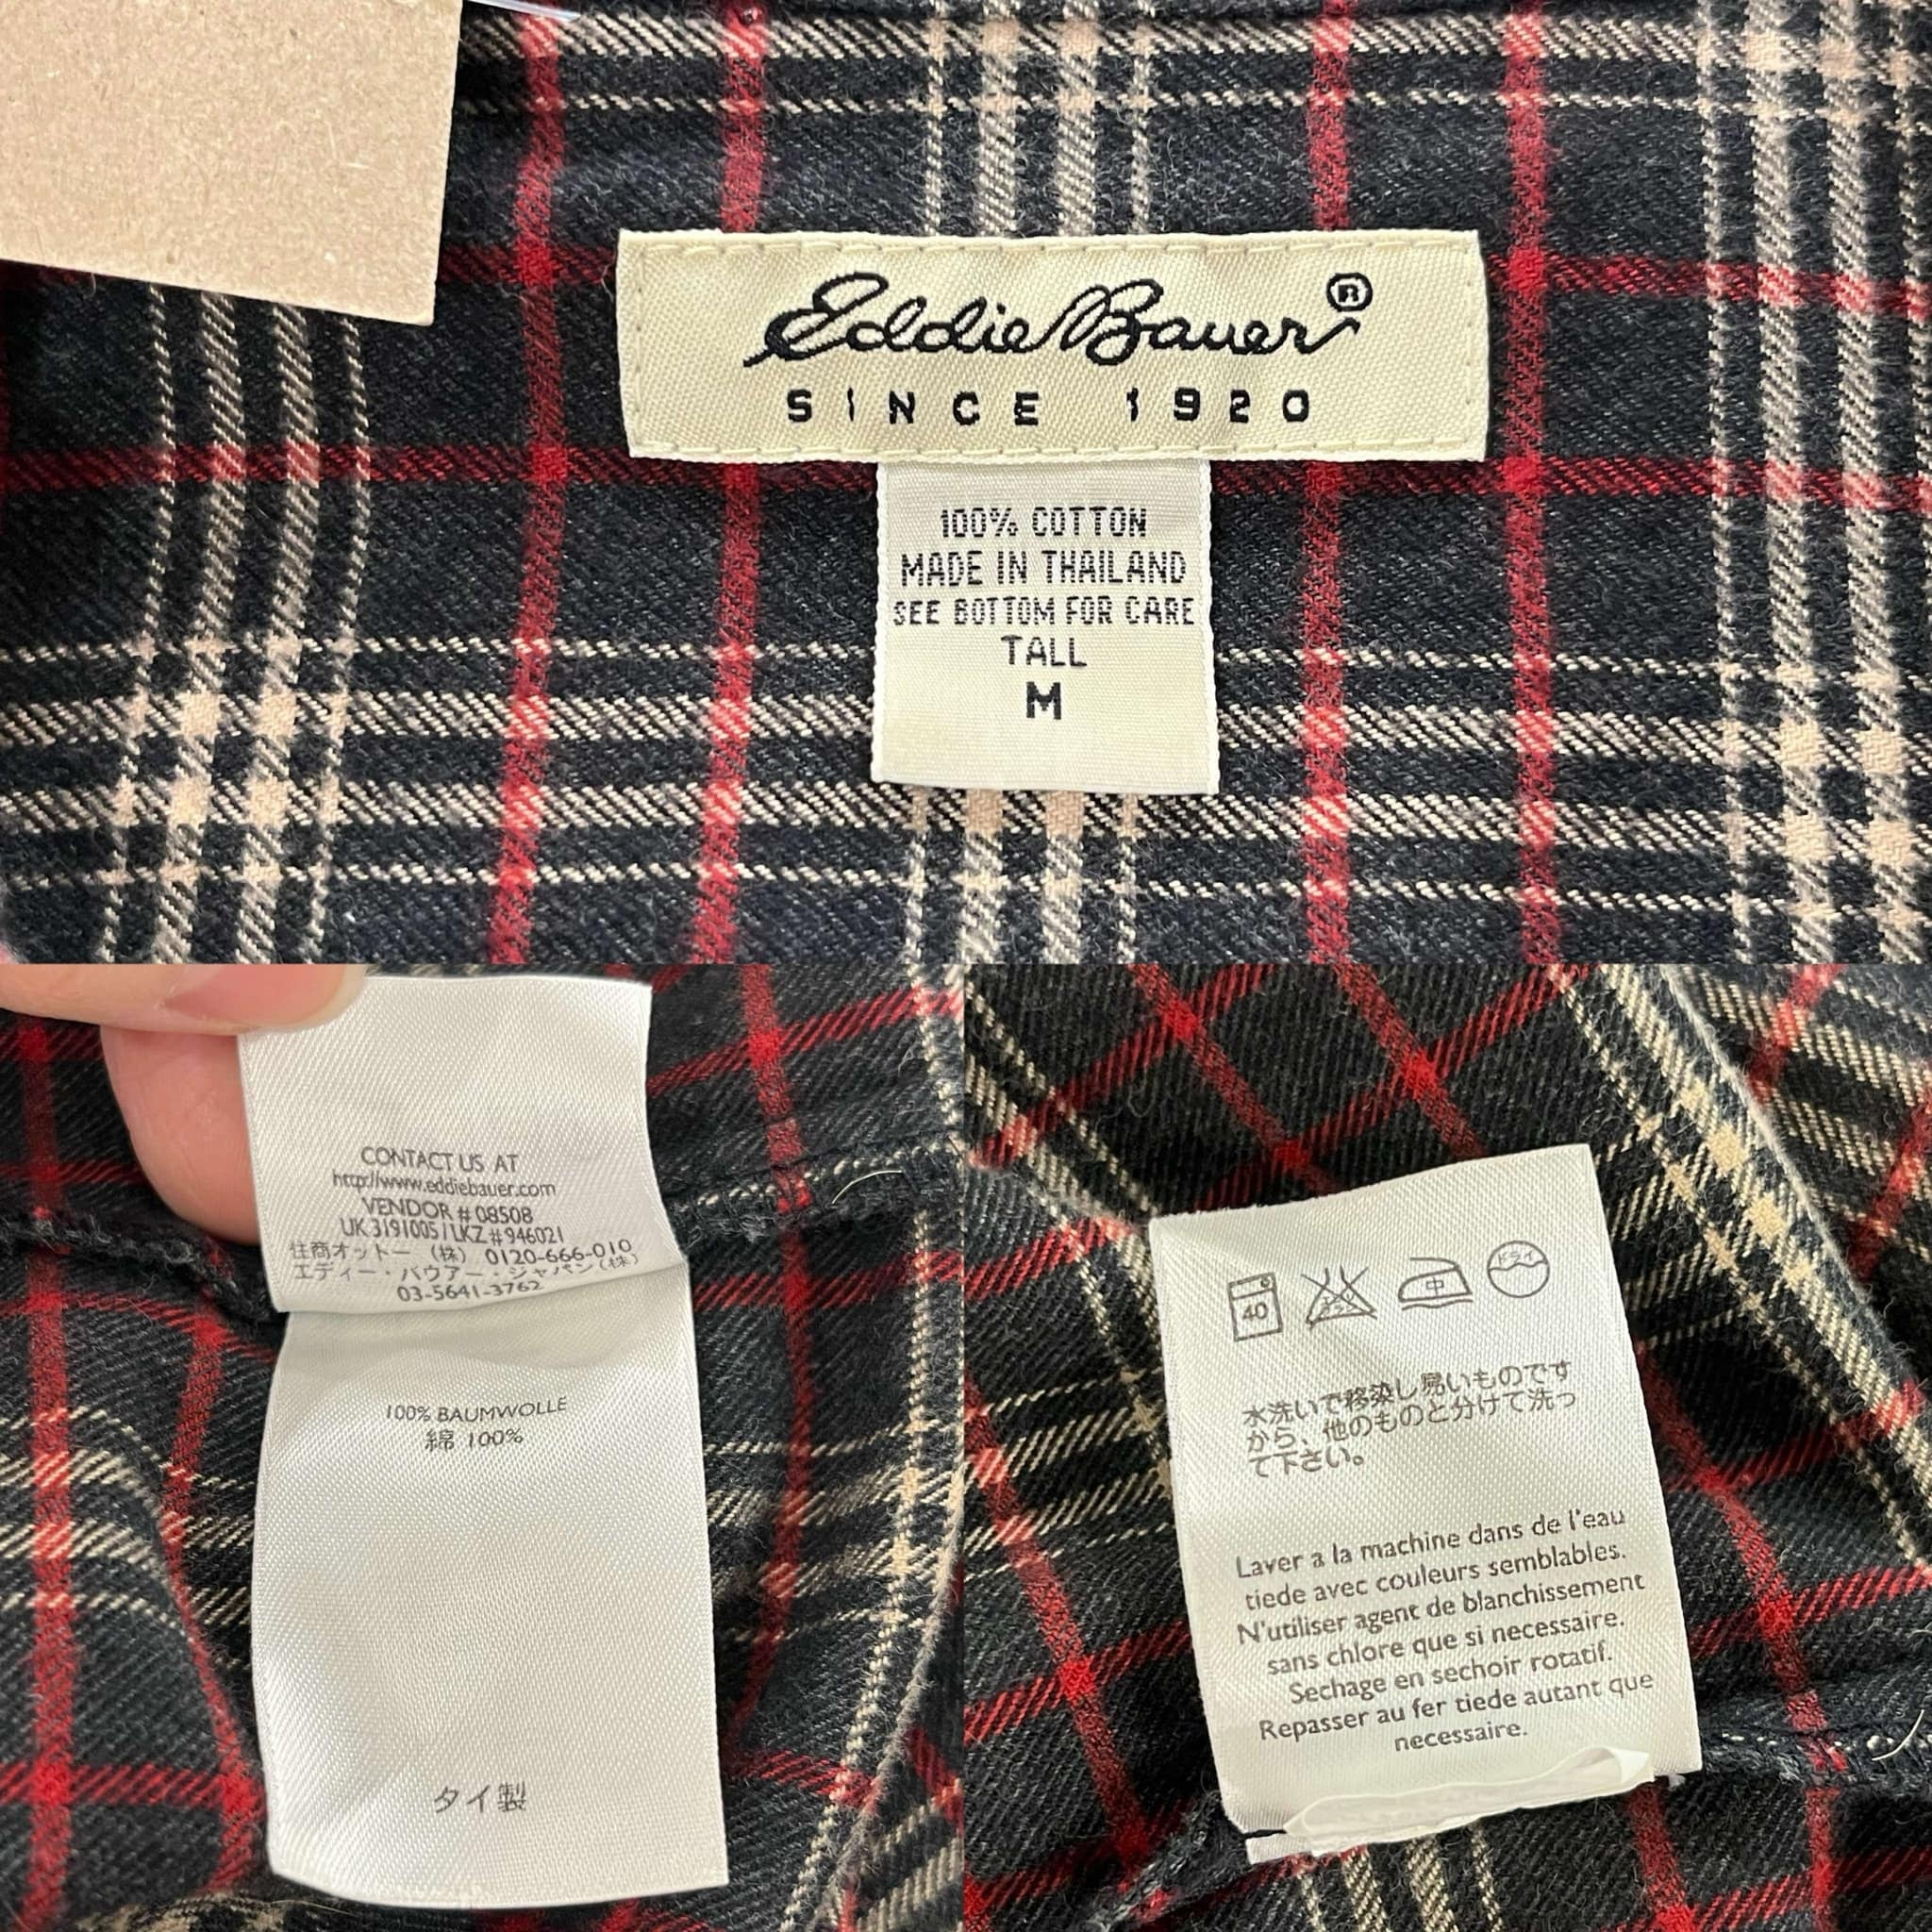 Eddie Bauer®
SINCE 1920
100% COTTON
MADE IN THAILAND
SEE BOTTOM FOR CARE
TALL
M
CONTACT US AT
http://www.eddiebauer.com
VENDOR # 08508
UK 3191005 / LKZ # 946021
住商オットー (株) 0120-666-010
エディー・バウアー・ジャパン(株)
03-5641-3762
100% BAUMWOLLE
綿 100%
タイ製
40
中
ドライ
水洗いで移染し易いものです
から、他のものと分けて洗っ
て下さい。
Laver a la machine dans de l'eau
tiede avec couleurs semblables.
N'utiliser agent de blanchissement
sans chlore que si necessaire.
Sechage en sechoir rotatif.
Repasser au fer tiede autant que
necessaire.